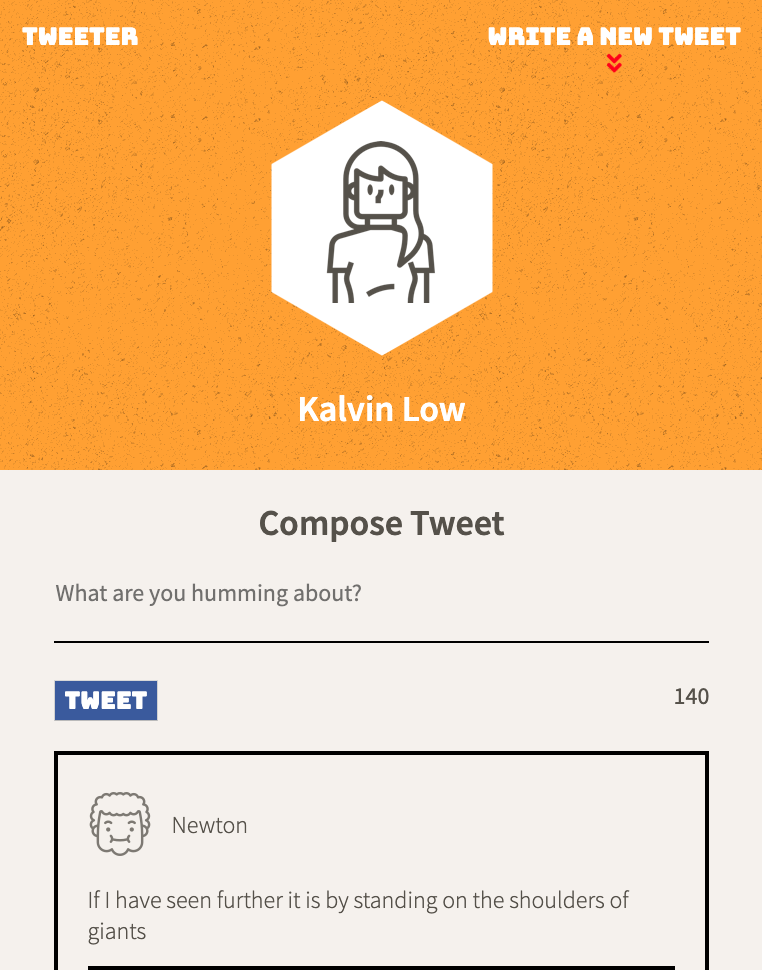 TWEETER
WRITE A NEW TWEET
Kalvin Low
Compose Tweet
What are you humming about?
TWEET
140
Newton
If I have seen further it is by standing on the shoulders of
giants